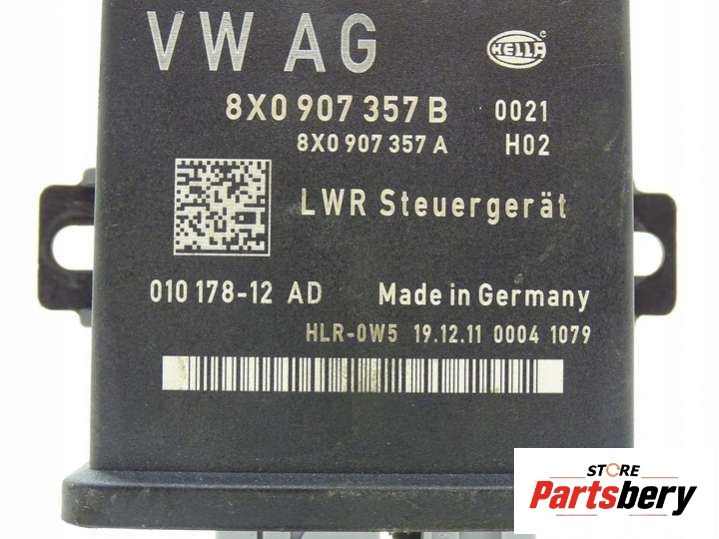 VW AG
HELLA
8X0 907 357 B 0021
8X0 907 357 A H02
LWR Steuergerät
010 178-12 AD Made in Germany
HLR-0W5 19.12.11 0004 1079
STORE
Partsbery